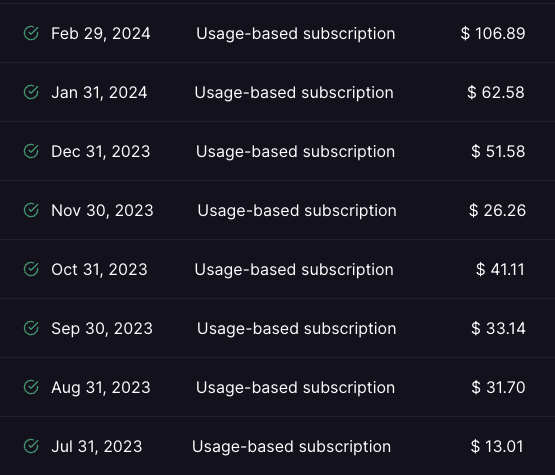 Feb 29, 2024 Usage-based subscription $ 106.89
Jan 31, 2024 Usage-based subscription $ 62.58
Dec 31, 2023 Usage-based subscription $ 51.58
Nov 30, 2023 Usage-based subscription $ 26.26
Oct 31, 2023 Usage-based subscription $ 41.11
Sep 30, 2023 Usage-based subscription $ 33.14
Aug 31, 2023 Usage-based subscription $ 31.70
Jul 31, 2023 Usage-based subscription $ 13.01